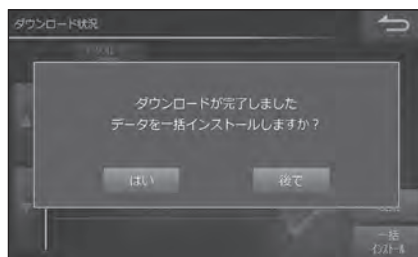 ダウンロード状況
ダウンロードが完了しました
データを一括インストールしますか？
はい
後で
一括
インストール